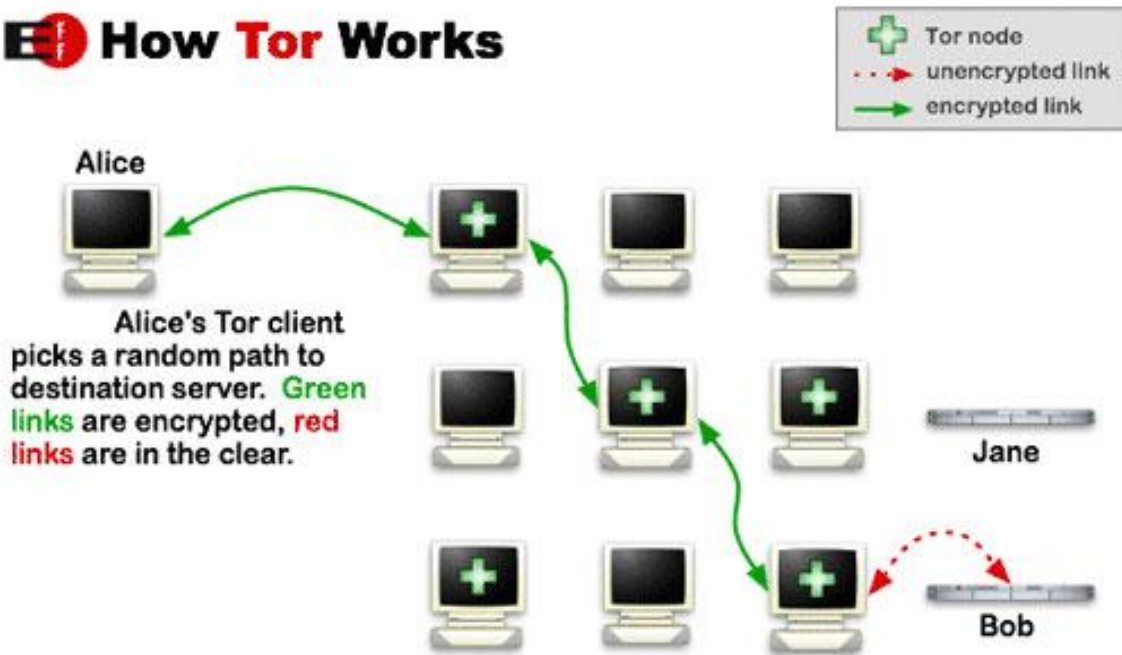 EFF How Tor Works
Tor node
unencrypted link
encrypted link
Alice
Alice's Tor client
picks a random path to
destination server. Green
links are encrypted, red
links are in the clear.
Jane
Bob